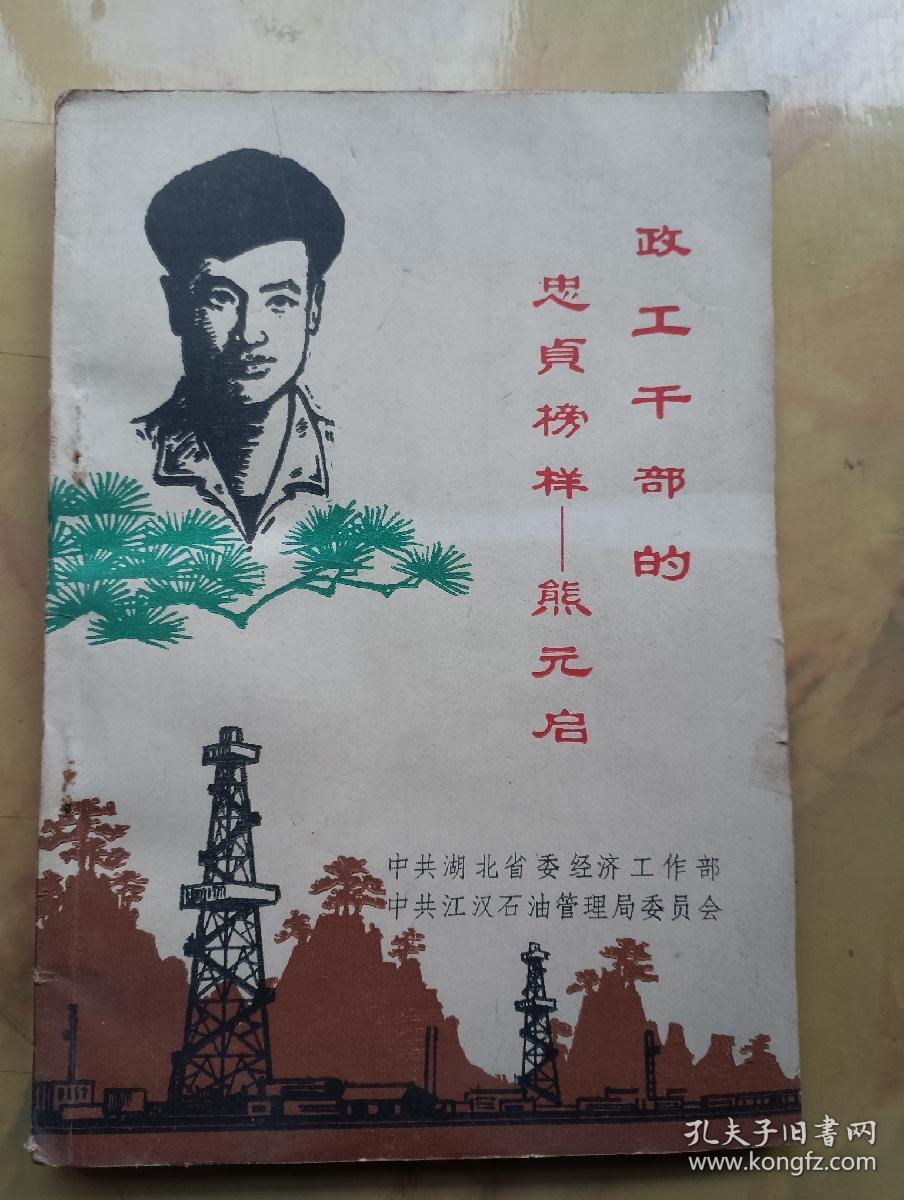 政工干部的
忠贞榜样——熊元启
中共湖北省委经济工作部
中共江汉石油管理局委员会
孔夫子旧书网
www.kongfz.com